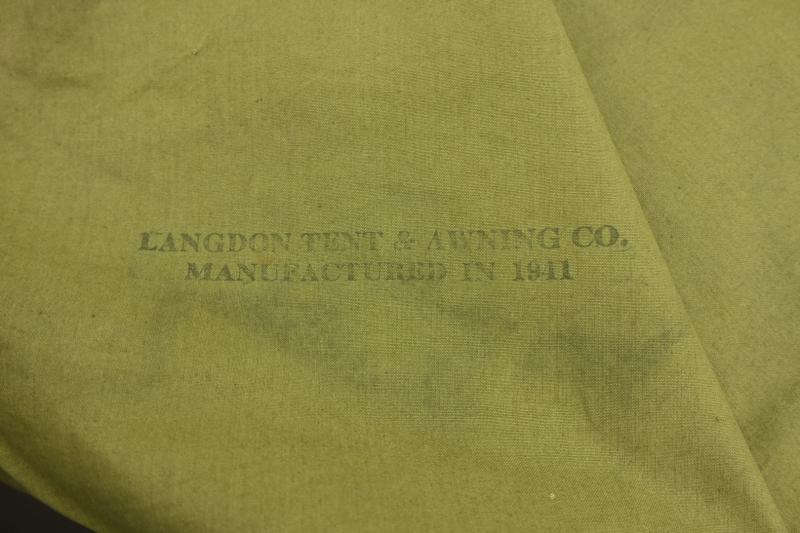 LANGDON TENT & AWNING CO.
MANUFACTURED IN 1941